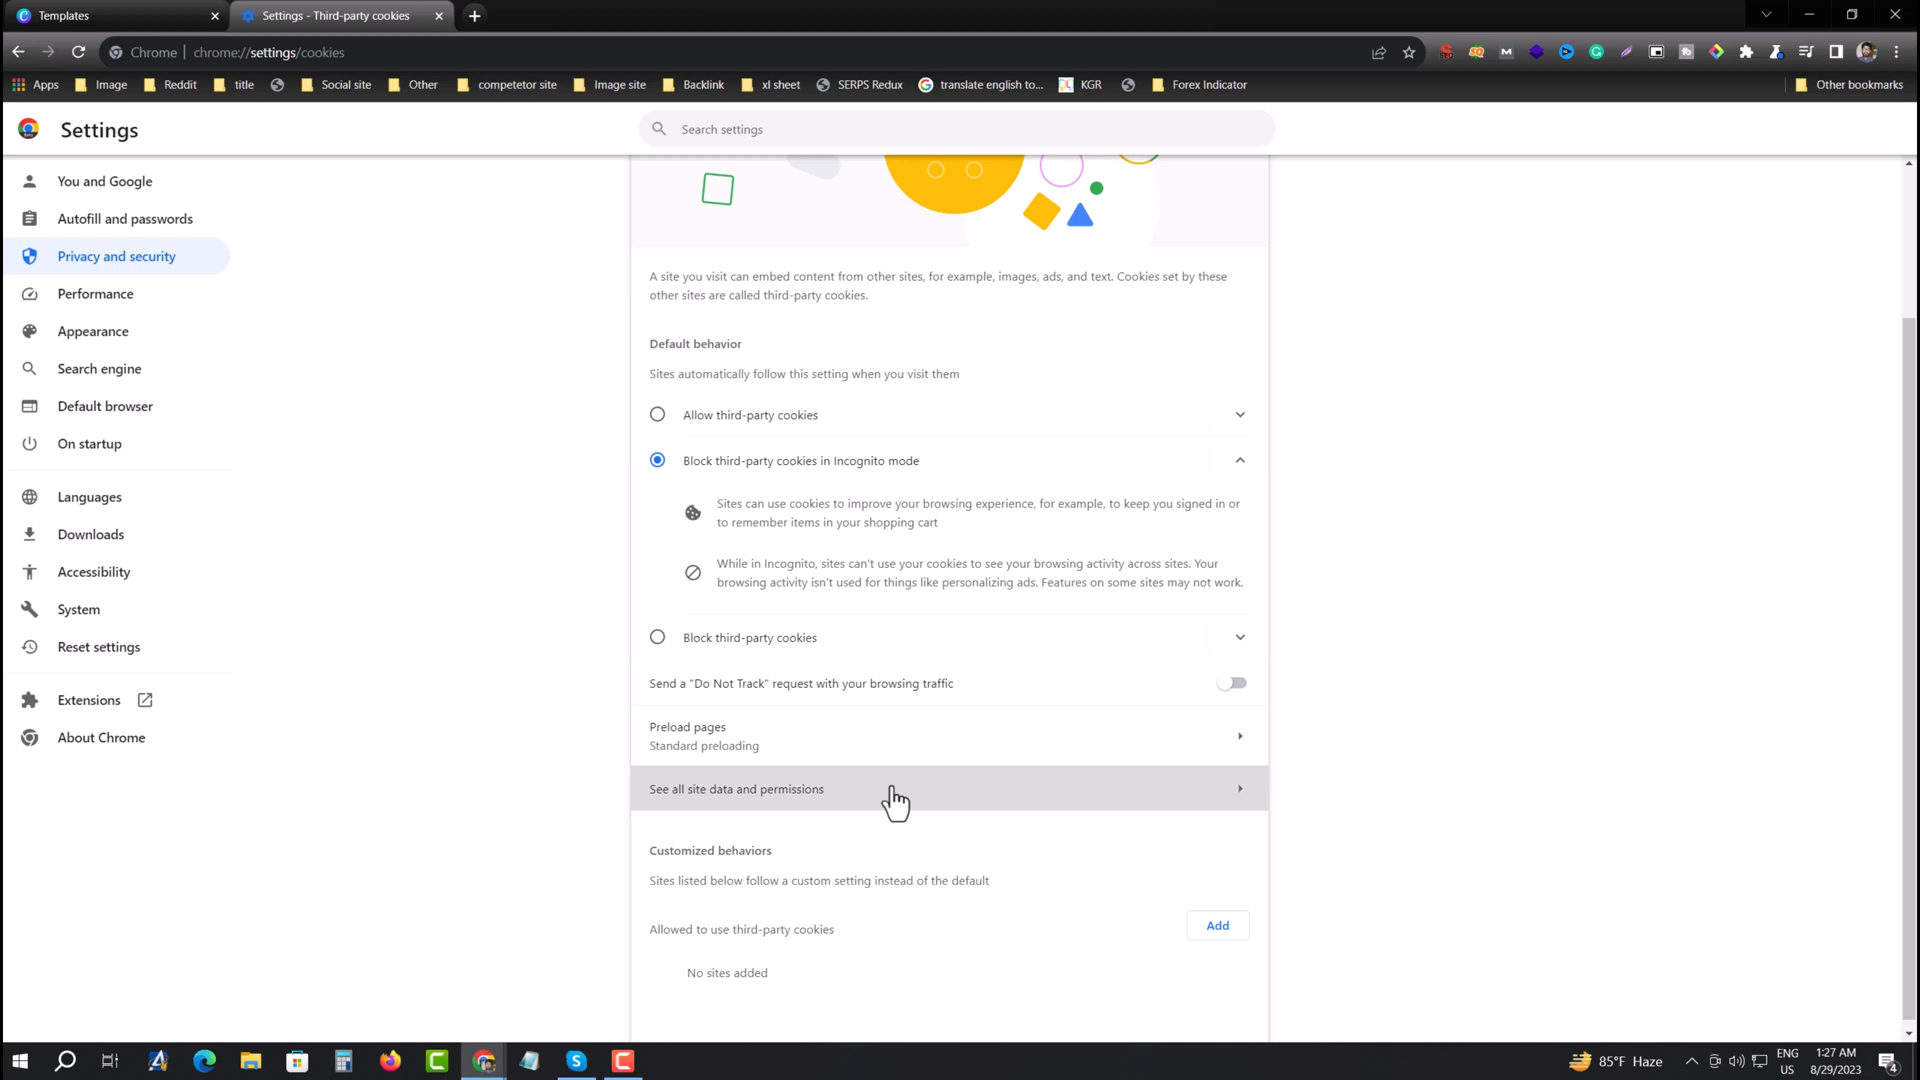 Templates
Settings - Third-party cookies
Chrome
chrome://settings/cookies
Apps
Image
Reddit
title
Social site
Other
competetor site
Image site
Backlink
xl sheet
SERPS Redux
translate english to...
KGR
Forex Indicator
Other bookmarks
Settings
Search settings
You and Google
Autofill and passwords
Privacy and security
Performance
Appearance
Search engine
Default browser
On startup
Languages
Downloads
Accessibility
System
Reset settings
Extensions
About Chrome
A site you visit can embed content from other sites, for example, images, ads, and text. Cookies set by these
other sites are called third-party cookies.
Default behavior
Sites automatically follow this setting when you visit them
Allow third-party cookies
Block third-party cookies in Incognito mode
Sites can use cookies to improve your browsing experience, for example, to keep you signed in or
to remember items in your shopping cart
While in Incognito, sites can't use your cookies to see your browsing activity across sites. Your
browsing activity isn't used for things like personalizing ads. Features on some sites may not work.
Block third-party cookies
Send a "Do Not Track" request with your browsing traffic
Preload pages
Standard preloading
See all site data and permissions
Customized behaviors
Sites listed below follow a custom setting instead of the default
Allowed to use third-party cookies
Add
No sites added
85°F Haze
ENG
US
1:27 AM
8/29/2023
4